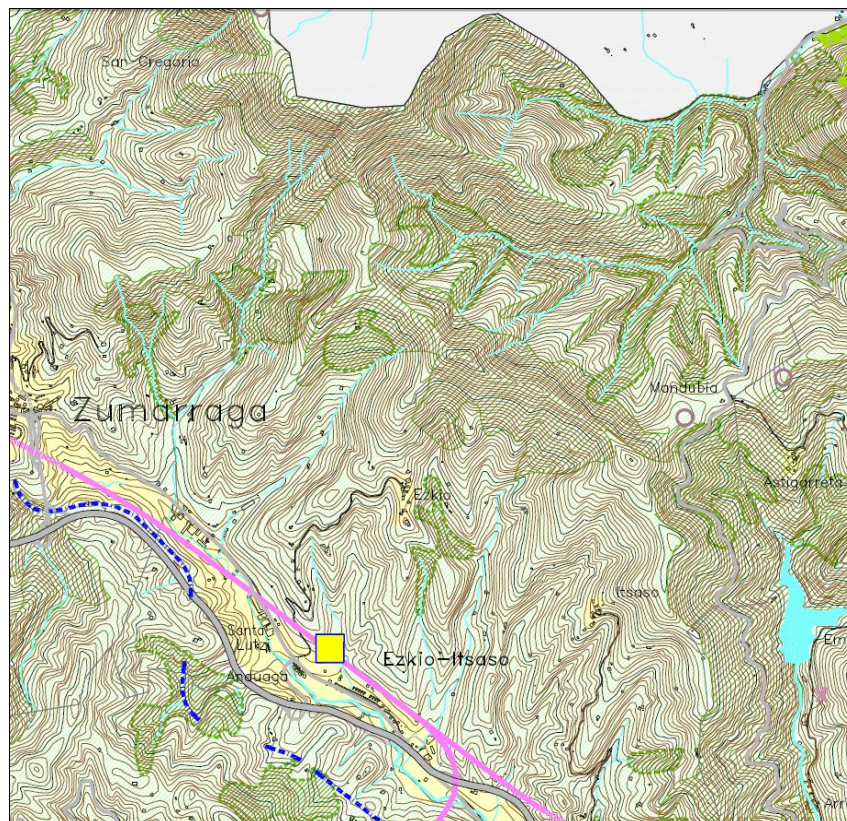 San Gregorio
Zumarraga
Mandubia
Ezkio
Astigarreta
Itsaso
Santa
Lutzi
Ezkio-Itsaso
Anduaga